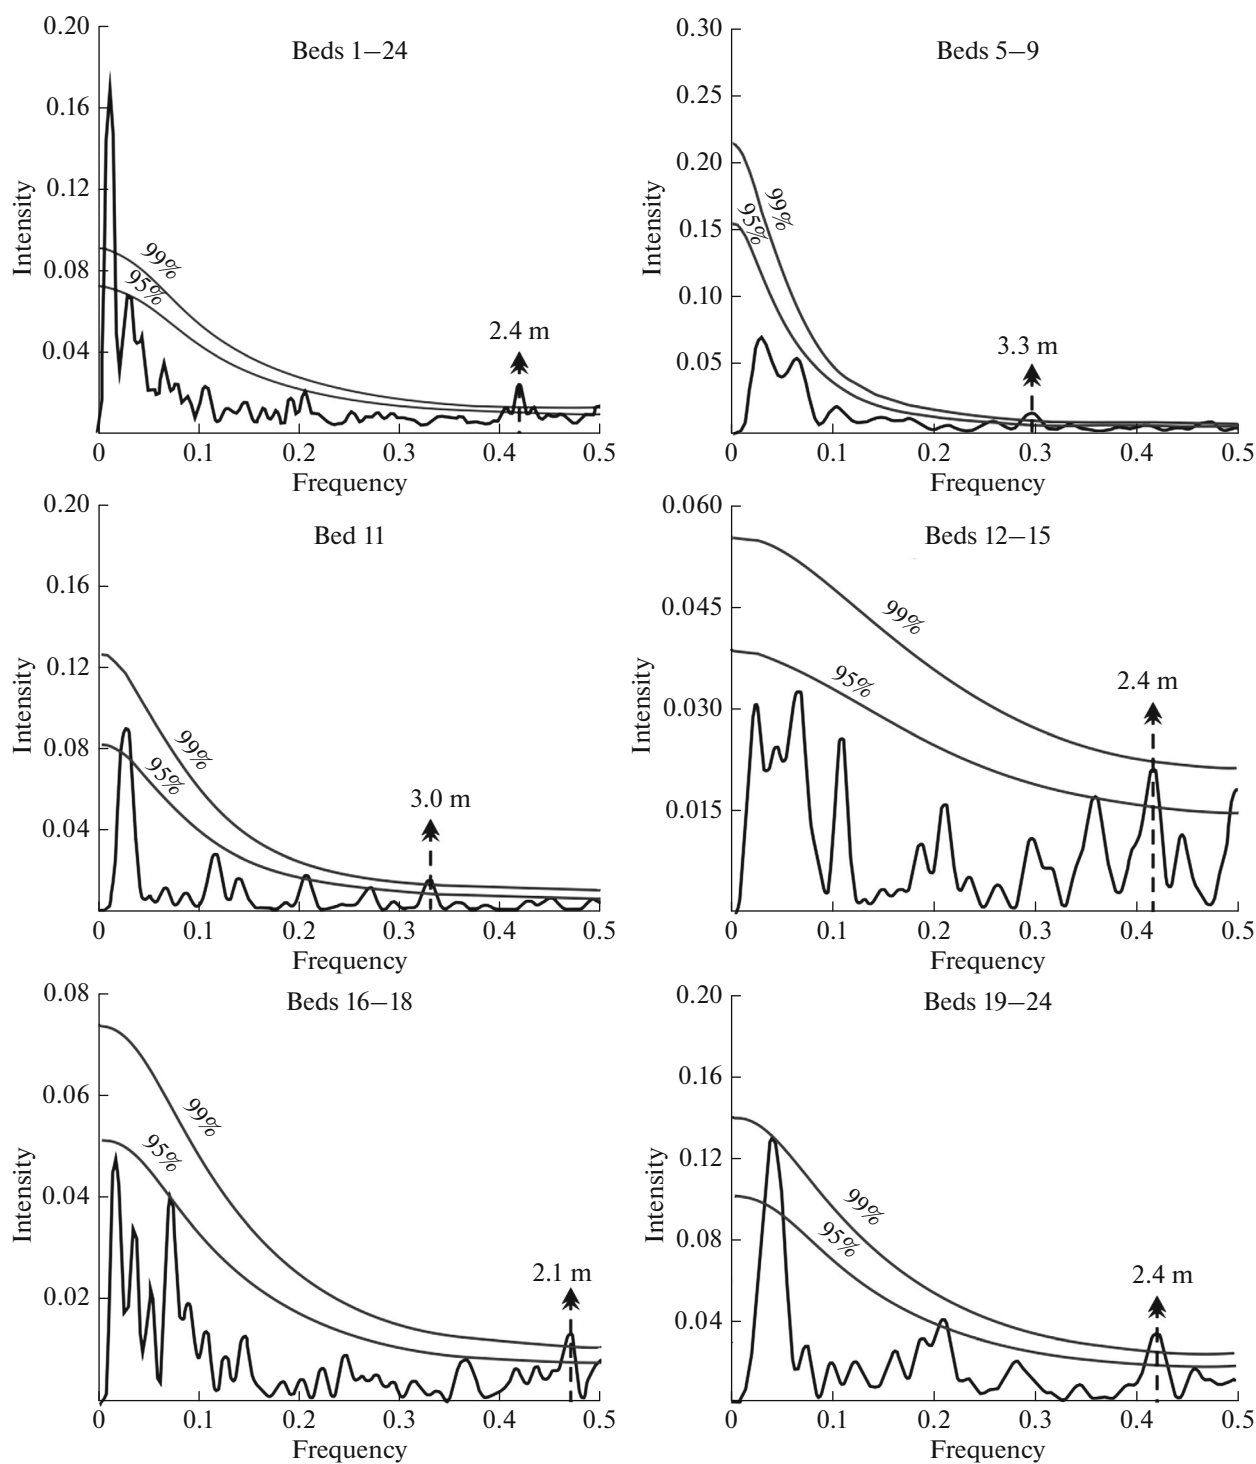 Beds 1–24
Intensity
0.20
0.16
0.12
0.08
0.04
99%
95%
2.4 m
0 0.1 0.2 0.3 0.4 0.5
Frequency
Beds 5–9
Intensity
0.30
0.25
0.20
0.15
0.10
0.05
99%
95%
3.3 m
0 0.1 0.2 0.3 0.4 0.5
Frequency
Bed 11
Intensity
0.20
0.16
0.12
0.08
0.04
99%
95%
3.0 m
0 0.1 0.2 0.3 0.4 0.5
Frequency
Beds 12–15
Intensity
0.060
0.045
0.030
0.015
99%
95%
2.4 m
0 0.1 0.2 0.3 0.4 0.5
Frequency
Beds 16–18
Intensity
0.08
0.06
0.04
0.02
99%
95%
2.1 m
0 0.1 0.2 0.3 0.4 0.5
Frequency
Beds 19–24
Intensity
0.20
0.16
0.12
0.08
0.04
99%
95%
2.4 m
0 0.1 0.2 0.3 0.4 0.5
Frequency